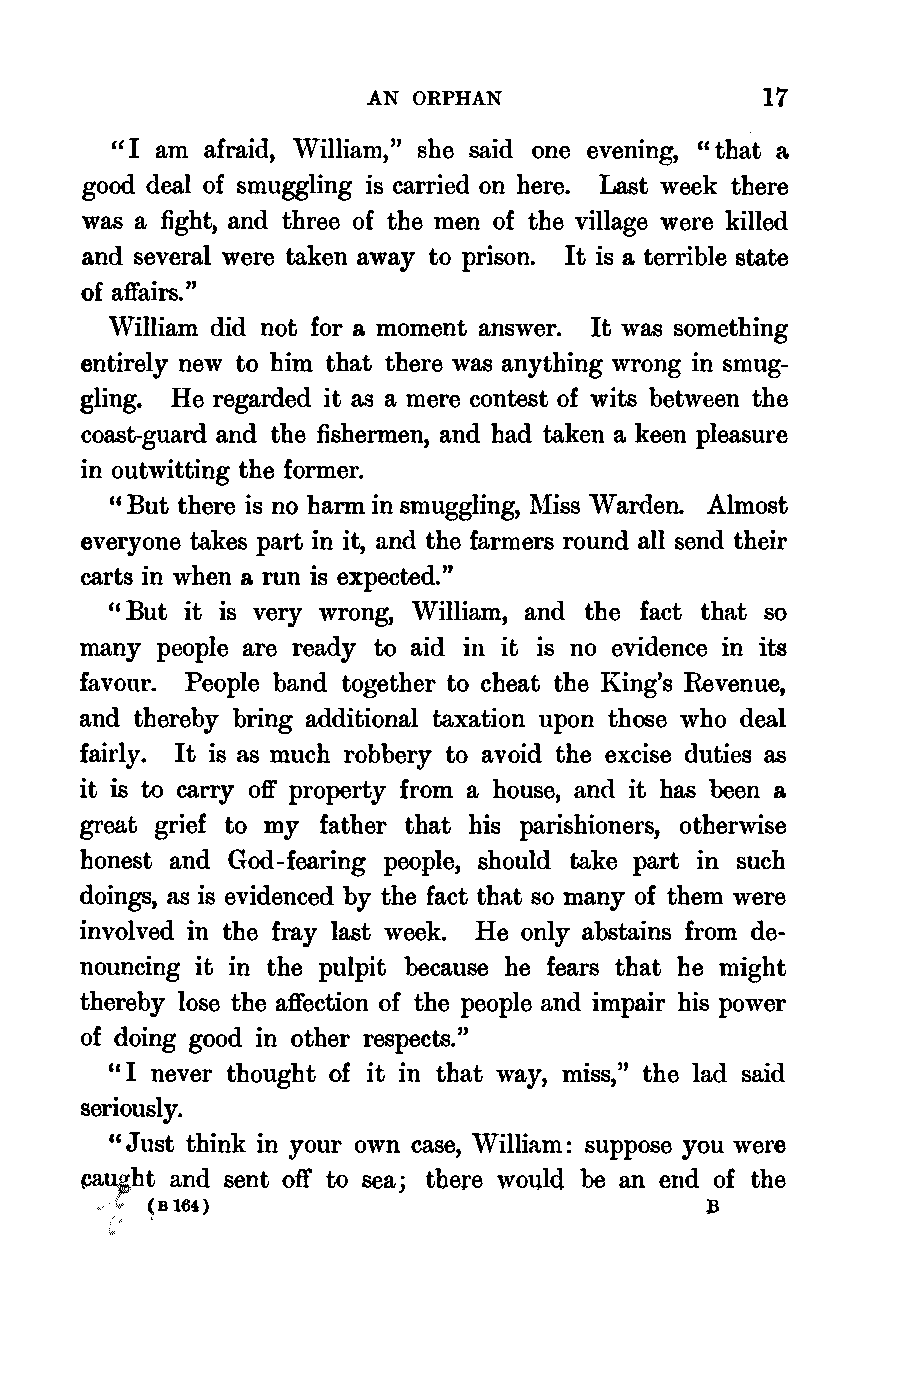 AN ORPHAN 17
"I am afraid, William," she said one evening, "that a
good deal of smuggling is carried on here. Last week there
was a fight, and three of the men of the village were killed
and several were taken away to prison. It is a terrible state
of affairs."
William did not for a moment answer. It was something
entirely new to him that there was anything wrong in smug-
gling. He regarded it as a mere contest of wits between the
coast-guard and the fishermen, and had taken a keen pleasure
in outwitting the former.
"But there is no harm in smuggling, Miss Warden. Almost
everyone takes part in it, and the farmers round all send their
carts in when a run is expected."
"But it is very wrong, William, and the fact that so
many people are ready to aid in it is no evidence in its
favour. People band together to cheat the King's Revenue,
and thereby bring additional taxation upon those who deal
fairly. It is as much robbery to avoid the excise duties as
it is to carry off property from a house, and it has been a
great grief to my father that his parishioners, otherwise
honest and God-fearing people, should take part in such
doings, as is evidenced by the fact that so many of them were
involved in the fray last week. He only abstains from de-
nouncing it in the pulpit because he fears that he might
thereby lose the affection of the people and impair his power
of doing good in other respects."
"I never thought of it in that way, miss," the lad said
seriously.
"Just think in your own case, William: suppose you were
caught and sent off to sea; there would be an end of the
(B 164) B